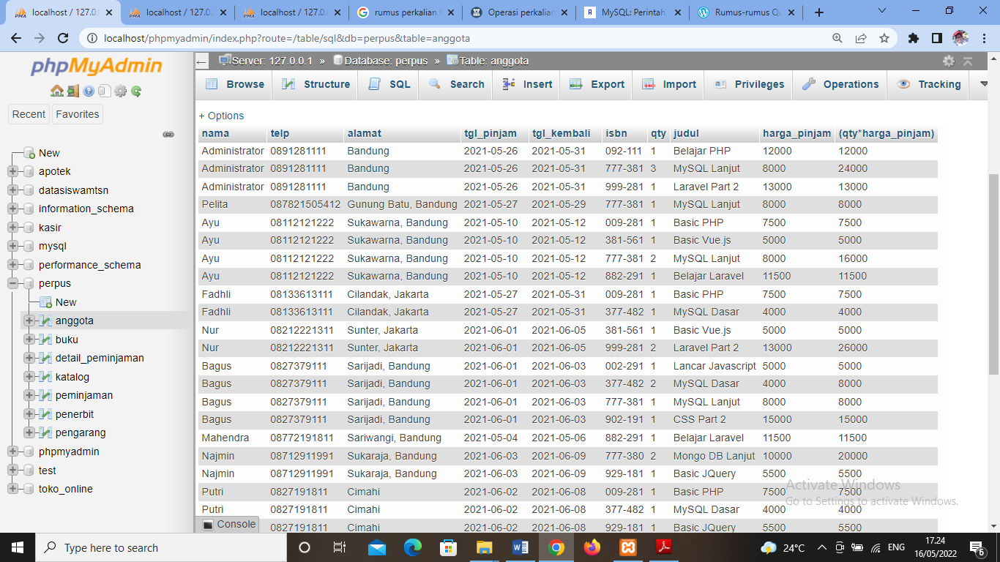 localhost / 127.0.
localhost / 127.0.
localhost / 127.0.
rumus perkalian
Operasi perkalian
MySQL: Perintah
Rumus-rumus Qu
localhost/phpmyadmin/index.php?route=/table/sql&db=perpus&table=anggota
phpMyAdmin
Recent Favorites
New
apotek
datasiswamtsn
information_schema
kasir
mysql
performance_schema
perpus
New
anggota
buku
detail_peminjaman
katalog
peminjaman
penerbit
pengarang
phpmyadmin
test
toko_online
Server: 127.0.0.1 » Database: perpus » Table: anggota
Browse Structure SQL Search Insert Export Import Privileges Operations Tracking
+ Options
nama telp alamat tgl_pinjam tgl_kembali isbn qty judul harga_pinjam (qty*harga_pinjam)
Administrator 0891281111 Bandung 2021-05-26 2021-05-31 092-111 1 Belajar PHP 12000 12000
Administrator 0891281111 Bandung 2021-05-26 2021-05-31 777-381 3 MySQL Lanjut 8000 24000
Administrator 0891281111 Bandung 2021-05-26 2021-05-31 999-281 1 Laravel Part 2 13000 13000
Pelita 087821505412 Gunung Batu, Bandung 2021-05-27 2021-05-29 777-381 1 MySQL Lanjut 8000 8000
Ayu 08112121222 Sukawarna, Bandung 2021-05-10 2021-05-12 009-281 1 Basic PHP 7500 7500
Ayu 08112121222 Sukawarna, Bandung 2021-05-10 2021-05-12 381-561 1 Basic Vue.js 5000 5000
Ayu 08112121222 Sukawarna, Bandung 2021-05-10 2021-05-12 777-381 2 MySQL Lanjut 8000 16000
Ayu 08112121222 Sukawarna, Bandung 2021-05-10 2021-05-12 882-291 1 Belajar Laravel 11500 11500
Fadhli 08133613111 Cilandak, Jakarta 2021-05-27 2021-05-31 009-281 1 Basic PHP 7500 7500
Fadhli 08133613111 Cilandak, Jakarta 2021-05-27 2021-05-31 377-482 1 MySQL Dasar 4000 4000
Nur 08212221311 Sunter, Jakarta 2021-06-01 2021-06-05 381-561 1 Basic Vue.js 5000 5000
Nur 08212221311 Sunter, Jakarta 2021-06-01 2021-06-05 999-281 2 Laravel Part 2 13000 26000
Bagus 0827379111 Sarijadi, Bandung 2021-06-01 2021-06-03 002-291 1 Lancar Javascript 5000 5000
Bagus 0827379111 Sarijadi, Bandung 2021-06-01 2021-06-03 377-482 2 MySQL Dasar 4000 8000
Bagus 0827379111 Sarijadi, Bandung 2021-06-01 2021-06-03 777-381 1 MySQL Lanjut 8000 8000
Bagus 0827379111 Sarijadi, Bandung 2021-06-01 2021-06-03 902-191 1 CSS Part 2 15000 15000
Mahendra 08772191811 Sariwangi, Bandung 2021-05-04 2021-05-06 882-291 1 Belajar Laravel 11500 11500
Najmin 08712911991 Sukaraja, Bandung 2021-06-03 2021-06-09 777-380 2 Mongo DB Lanjut 10000 20000
Najmin 08712911991 Sukaraja, Bandung 2021-06-03 2021-06-09 929-181 1 Basic JQuery 5500 5500
Putri 0827191811 Cimahi 2021-06-02 2021-06-08 009-281 1 Basic PHP 7500 7500
Putri 0827191811 Cimahi 2021-06-02 2021-06-08 377-482 1 MySQL Dasar 4000 4000
0827191811 Cimahi 2021-06-02 2021-06-08 929-181 1 Basic JQuery 5500 5500
Activate Windows
Go to Settings to activate Windows.
Console
Type here to search
24°C
ENG
17.24
16/05/2022
6